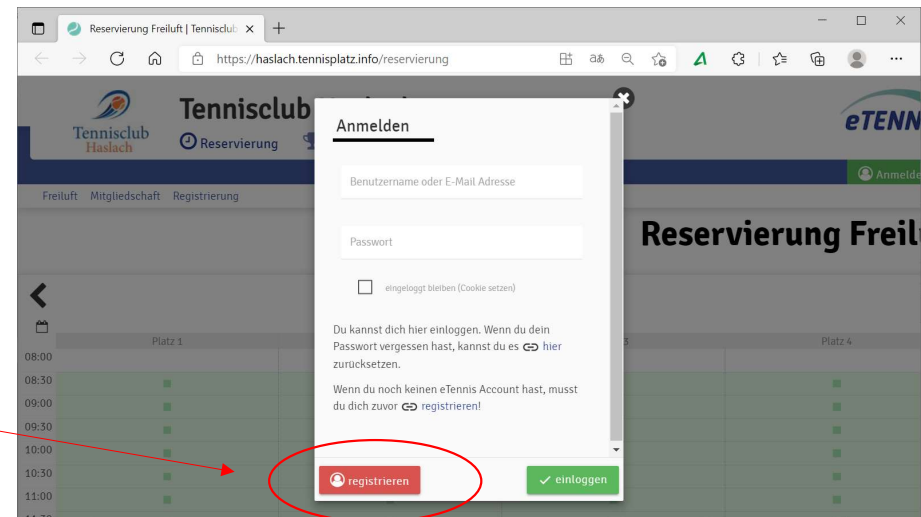 Reservierung Freiluft | Tennisclub
https://haslach.tennisplatz.info/reservierung
Tennisclub
Haslach
Tennisclub
Reservierung
eTENN
Anmelde
Freiluft Mitgliedschaft Registrierung
Reservierung Freil
Anmelden
Benutzername oder E-Mail Adresse
Passwort
eingeloggt bleiben (Cookie setzen)
Du kannst dich hier einloggen. Wenn du dein
Passwort vergessen hast, kannst du es hier
zurücksetzen.
Wenn du noch keinen eTennis Account hast, musst
du dich zuvor registrieren!
registrieren
einloggen
Platz 1
3
Platz 4
08:00
08:30
09:00
09:30
10:00
10:30
11:00